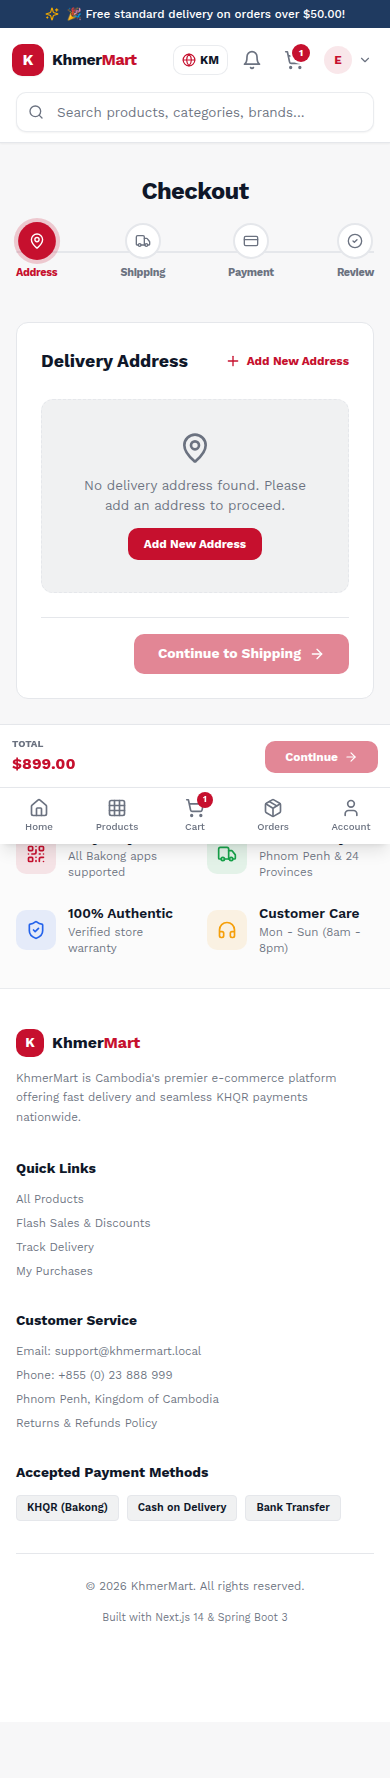 ✨ 🎉 Free standard delivery on orders over $50.00!
K KhmerMart KM 1 E
Search products, categories, brands...
Checkout
Address Shipping Payment Review
Delivery Address + Add New Address
No delivery address found. Please
add an address to proceed.
Add New Address
Continue to Shipping →
TOTAL
$899.00
Continue →
1
Home Products Cart Orders Account
All Bakong apps
supported
Phnom Penh & 24
Provinces
100% Authentic
Verified store
warranty
Customer Care
Mon - Sun (8am -
8pm)
K KhmerMart
KhmerMart is Cambodia's premier e-commerce platform
offering fast delivery and seamless KHQR payments
nationwide.
Quick Links
All Products
Flash Sales & Discounts
Track Delivery
My Purchases
Customer Service
Email: support@khmermart.local
Phone: +855 (0) 23 888 999
Phnom Penh, Kingdom of Cambodia
Returns & Refunds Policy
Accepted Payment Methods
KHQR (Bakong) Cash on Delivery Bank Transfer
© 2026 KhmerMart. All rights reserved.
Built with Next.js 14 & Spring Boot 3